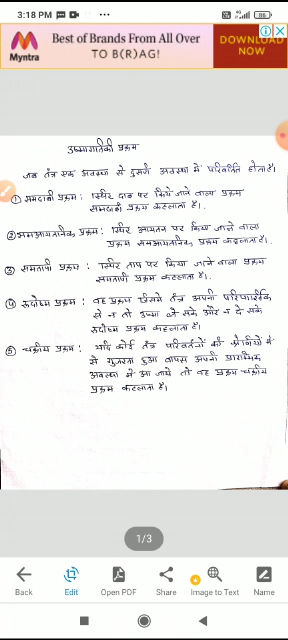 3:18 PM
86
Myntra
Best of Brands From All Over
TO B(R)AG!
DOWNLOAD
NOW
उष्मागतिकी प्रक्रम
जब तंत्र एक अवस्था से दुसरी अवस्था में परिवर्तित होता है।
① समदाबी प्रक्रम : स्थिर दाब पर किये जाने वाला प्रक्रम
समदाबी प्रक्रम कहलाता है।
② समआयतनिक प्रक्रम : स्थिर आयतन पर किया जाने वाला
प्रक्रम समआयतनिक प्रक्रम कहलाता है।
③ समतापी प्रक्रम : स्थिर ताप पर किया जाने वाला प्रक्रम
समतापी प्रक्रम कहलाता है।
④ रूद्धोष्म प्रक्रम : वह प्रक्रम जिसमें तंत्र अपनी
से न तो उष्मा ले सके और न दे सके
रूद्धोष्म प्रक्रम कहलाता है।
⑤ चक्रीय प्रक्रम : यदि कोई तंत्र परिवर्तनों की श्रेणियों में
से गुजरता हुआ वापस अपनी प्रारम्भिक
अवस्था में आ जाये तो वह प्रक्रम चक्रीय
प्रक्रम कहलाता है।
1/3
Back
Edit
Open PDF
Share
Image to Text
Name